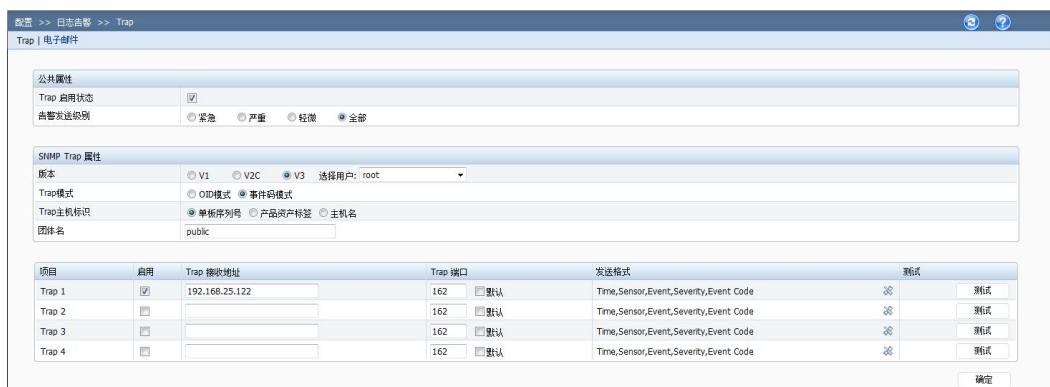 配置 >> 日志告警 >> Trap
Trap | 电子邮件
公共属性
Trap 启用状态
告警发送级别 紧急 严重 轻微 全部
SNMP Trap 属性
版本 V1 V2C V3 选择用户: root
Trap模式 OID模式 事件码模式
Trap主机标识 单板序列号 产品资产标签 主机名
团体名 public
项目 启用 Trap 接收地址 Trap 端口 发送格式 测试
Trap 1 192.168.25.122 162 默认 Time,Sensor,Event,Severity,Event Code 测试
Trap 2 162 默认 Time,Sensor,Event,Severity,Event Code 测试
Trap 3 162 默认 Time,Sensor,Event,Severity,Event Code 测试
Trap 4 162 默认 Time,Sensor,Event,Severity,Event Code 测试
确定